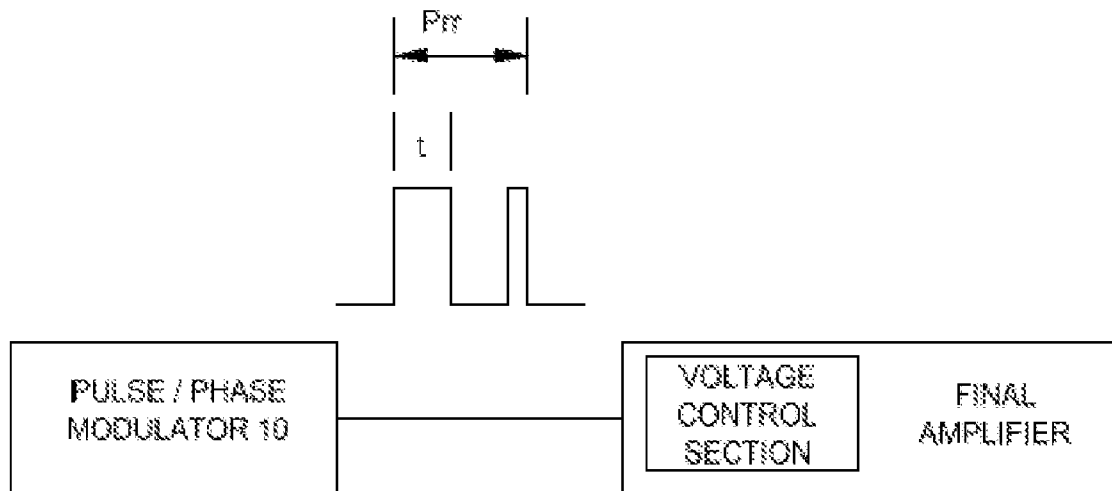 Prr
t
PULSE / PHASE
MODULATOR 10
VOLTAGE
CONTROL
SECTION
FINAL
AMPLIFIER